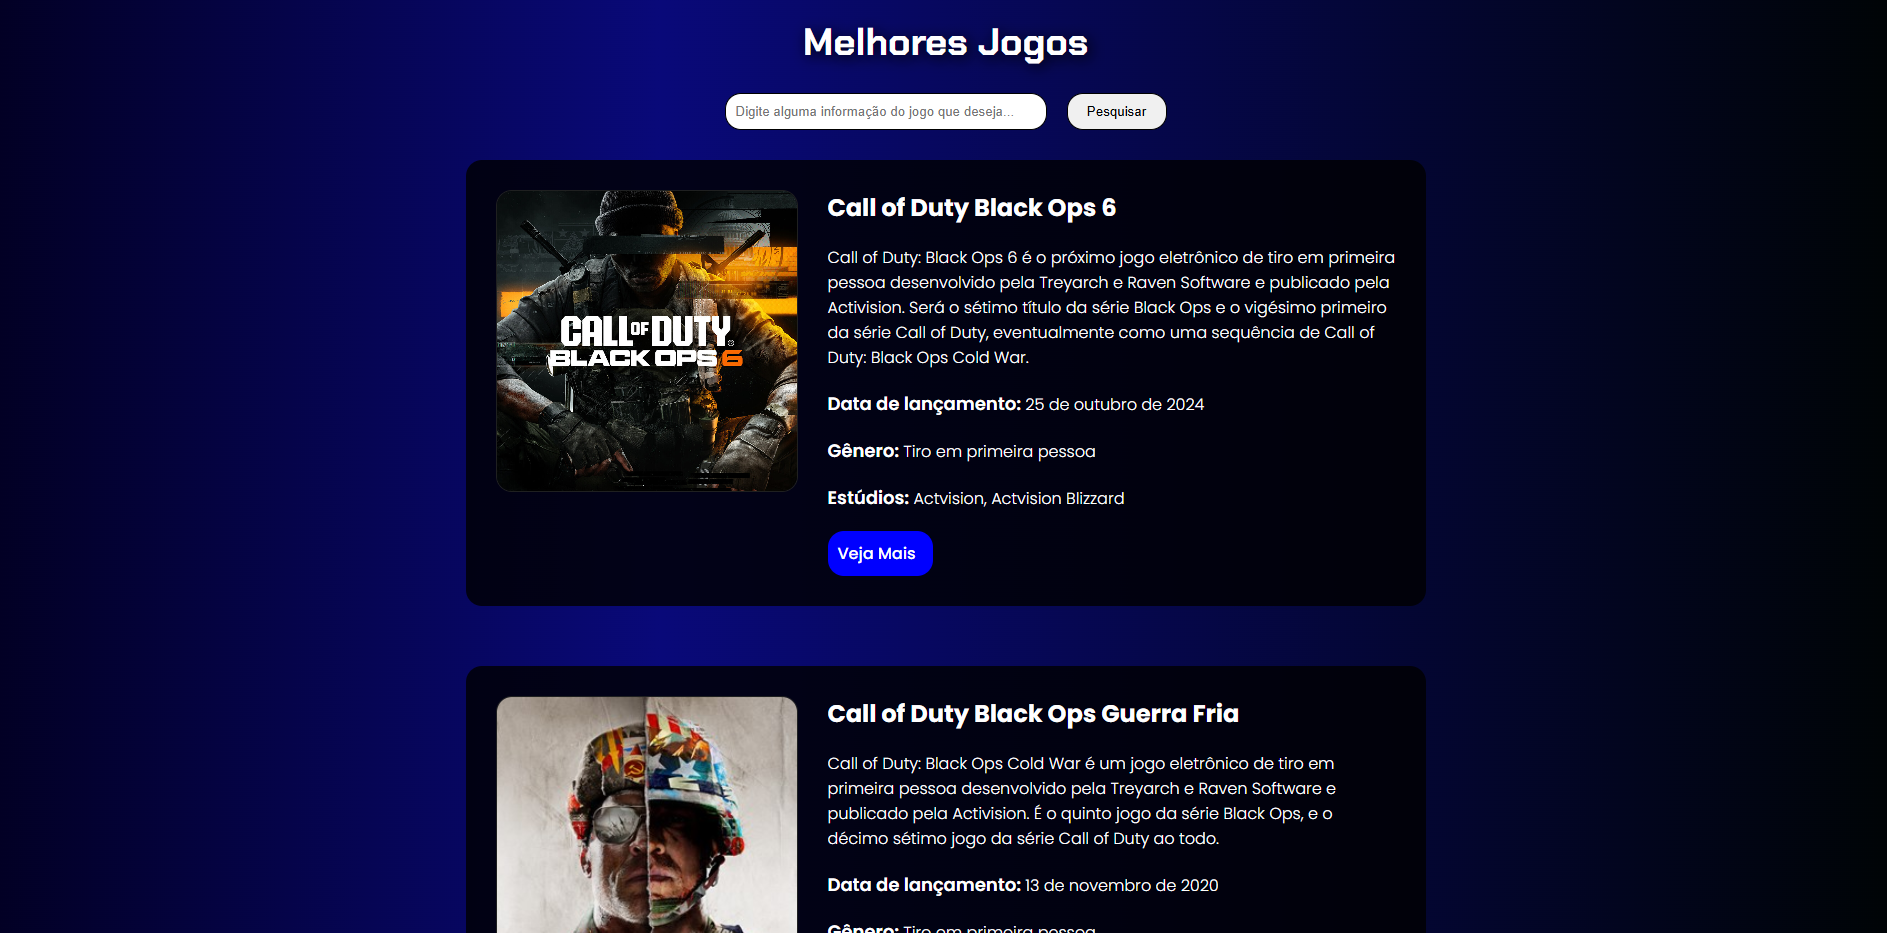 Melhores Jogos
Digite alguma informação do jogo que deseja...
Pesquisar
CALL OF DUTY
BLACK OPS 6
Call of Duty Black Ops 6
Call of Duty: Black Ops 6 é o próximo jogo eletrônico de tiro em primeira
pessoa desenvolvido pela Treyarch e Raven Software e publicado pela
Activision. Será o sétimo título da série Black Ops e o vigésimo primeiro
da série Call of Duty, eventualmente como uma sequência de Call of
Duty: Black Ops Cold War.
Data de lançamento: 25 de outubro de 2024
Gênero: Tiro em primeira pessoa
Estúdios: Actvision, Actvision Blizzard
Veja Mais
Call of Duty Black Ops Guerra Fria
Call of Duty: Black Ops Cold War é um jogo eletrônico de tiro em
primeira pessoa desenvolvido pela Treyarch e Raven Software e
publicado pela Activision. É o quinto jogo da série Black Ops, e o
décimo sétimo jogo da série Call of Duty ao todo.
Data de lançamento: 13 de novembro de 2020
Gênero: Tiro em primeira pessoa